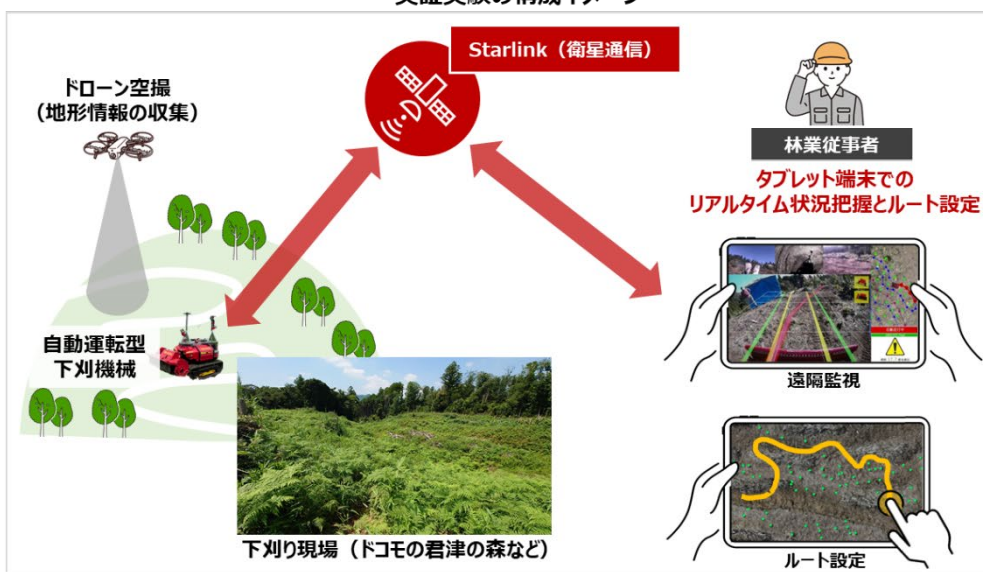 Starlink（衛星通信）
ドローン空撮
（地形情報の収集）
林業従事者
タブレット端末での
リアルタイム状況把握とルート設定
自動運転型
下刈機械
遠隔監視
下刈り現場（ドコモの君津の森など）
ルート設定